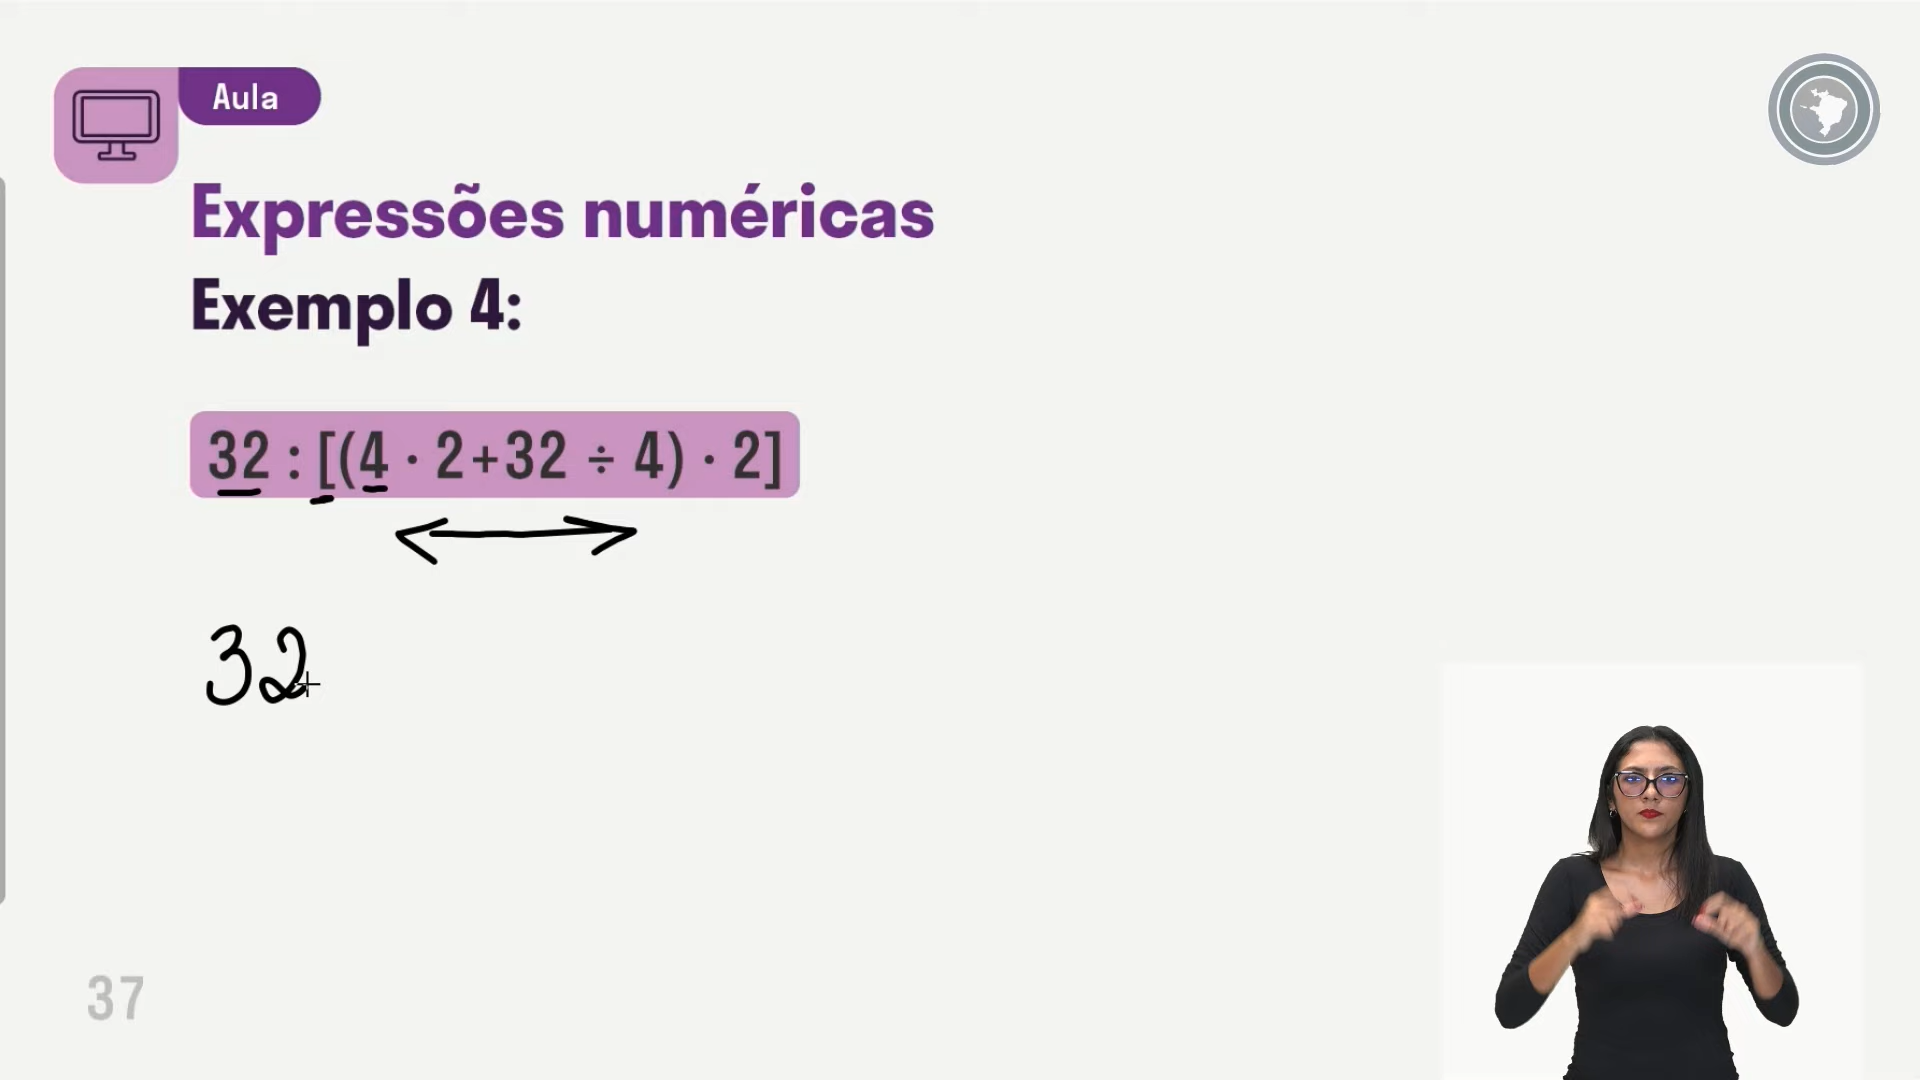 Aula
Expressões numéricas
Exemplo 4:
32 : [(4 · 2+32 ÷ 4) · 2]
32
37